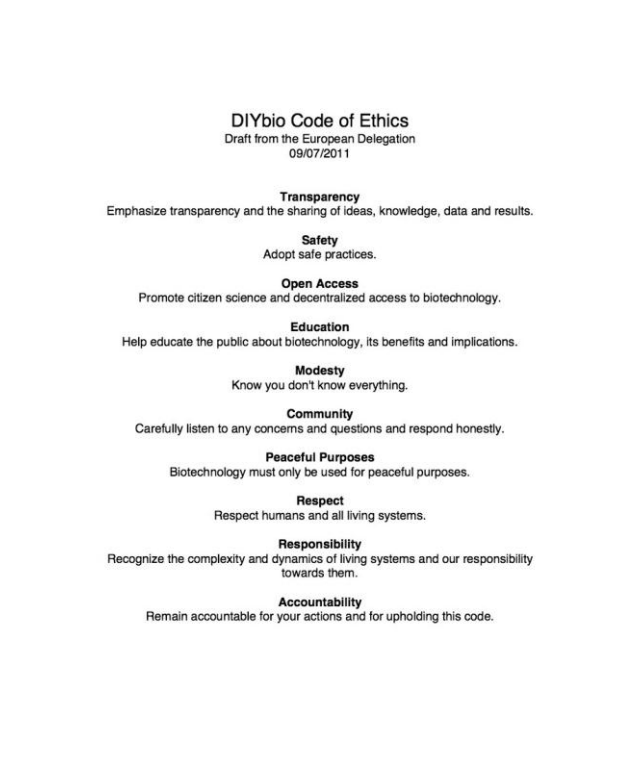 DIYbio Code of Ethics
Draft from the European Delegation
09/07/2011
Transparency
Emphasize transparency and the sharing of ideas, knowledge, data and results.
Safety
Adopt safe practices.
Open Access
Promote citizen science and decentralized access to biotechnology.
Education
Help educate the public about biotechnology, its benefits and implications.
Modesty
Know you don't know everything.
Community
Carefully listen to any concerns and questions and respond honestly.
Peaceful Purposes
Biotechnology must only be used for peaceful purposes.
Respect
Respect humans and all living systems.
Responsibility
Recognize the complexity and dynamics of living systems and our responsibility
towards them.
Accountability
Remain accountable for your actions and for upholding this code.